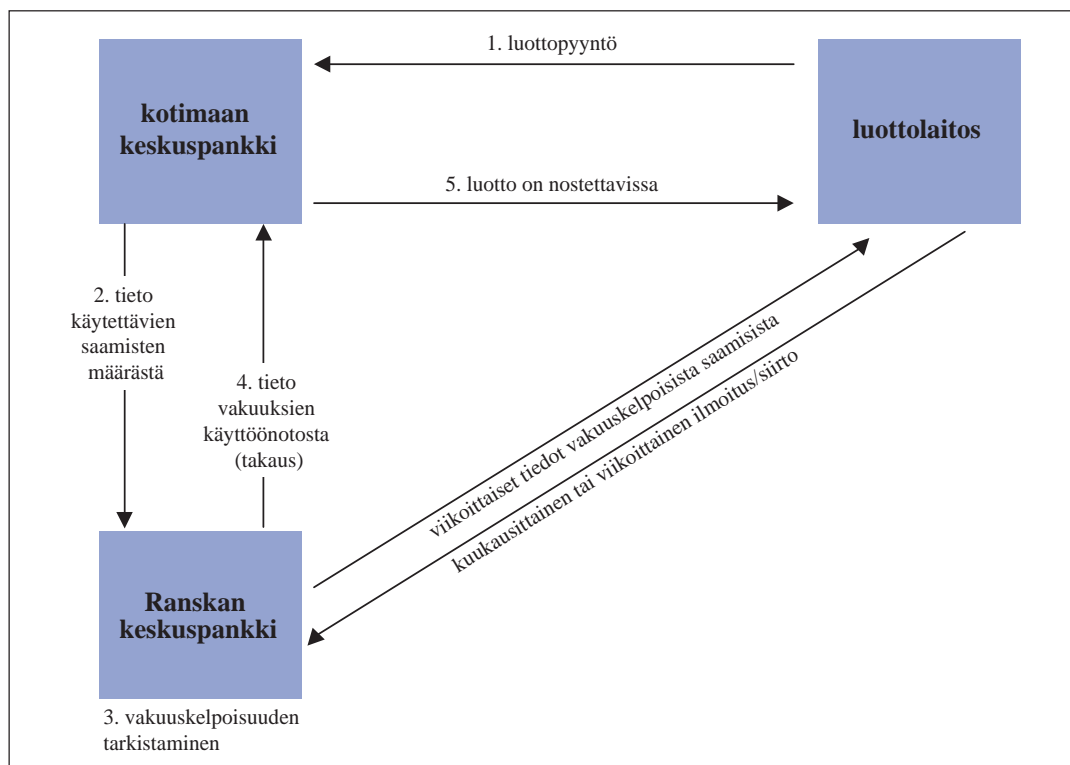 1. luottopyyntö
kotimaan
keskuspankki
luottolaitos
5. luotto on nostettavissa
2. tieto
käytettävien
saamisten
määrästä
4. tieto
vakuuksien
käyttöönotosta
(takaus)
viikoittaiset tiedot vakuuskelpoisista saamisista
kuukausittainen tai viikoittainen ilmoitus/siirto
Ranskan
keskuspankki
3. vakuuskelpoisuuden
tarkistaminen